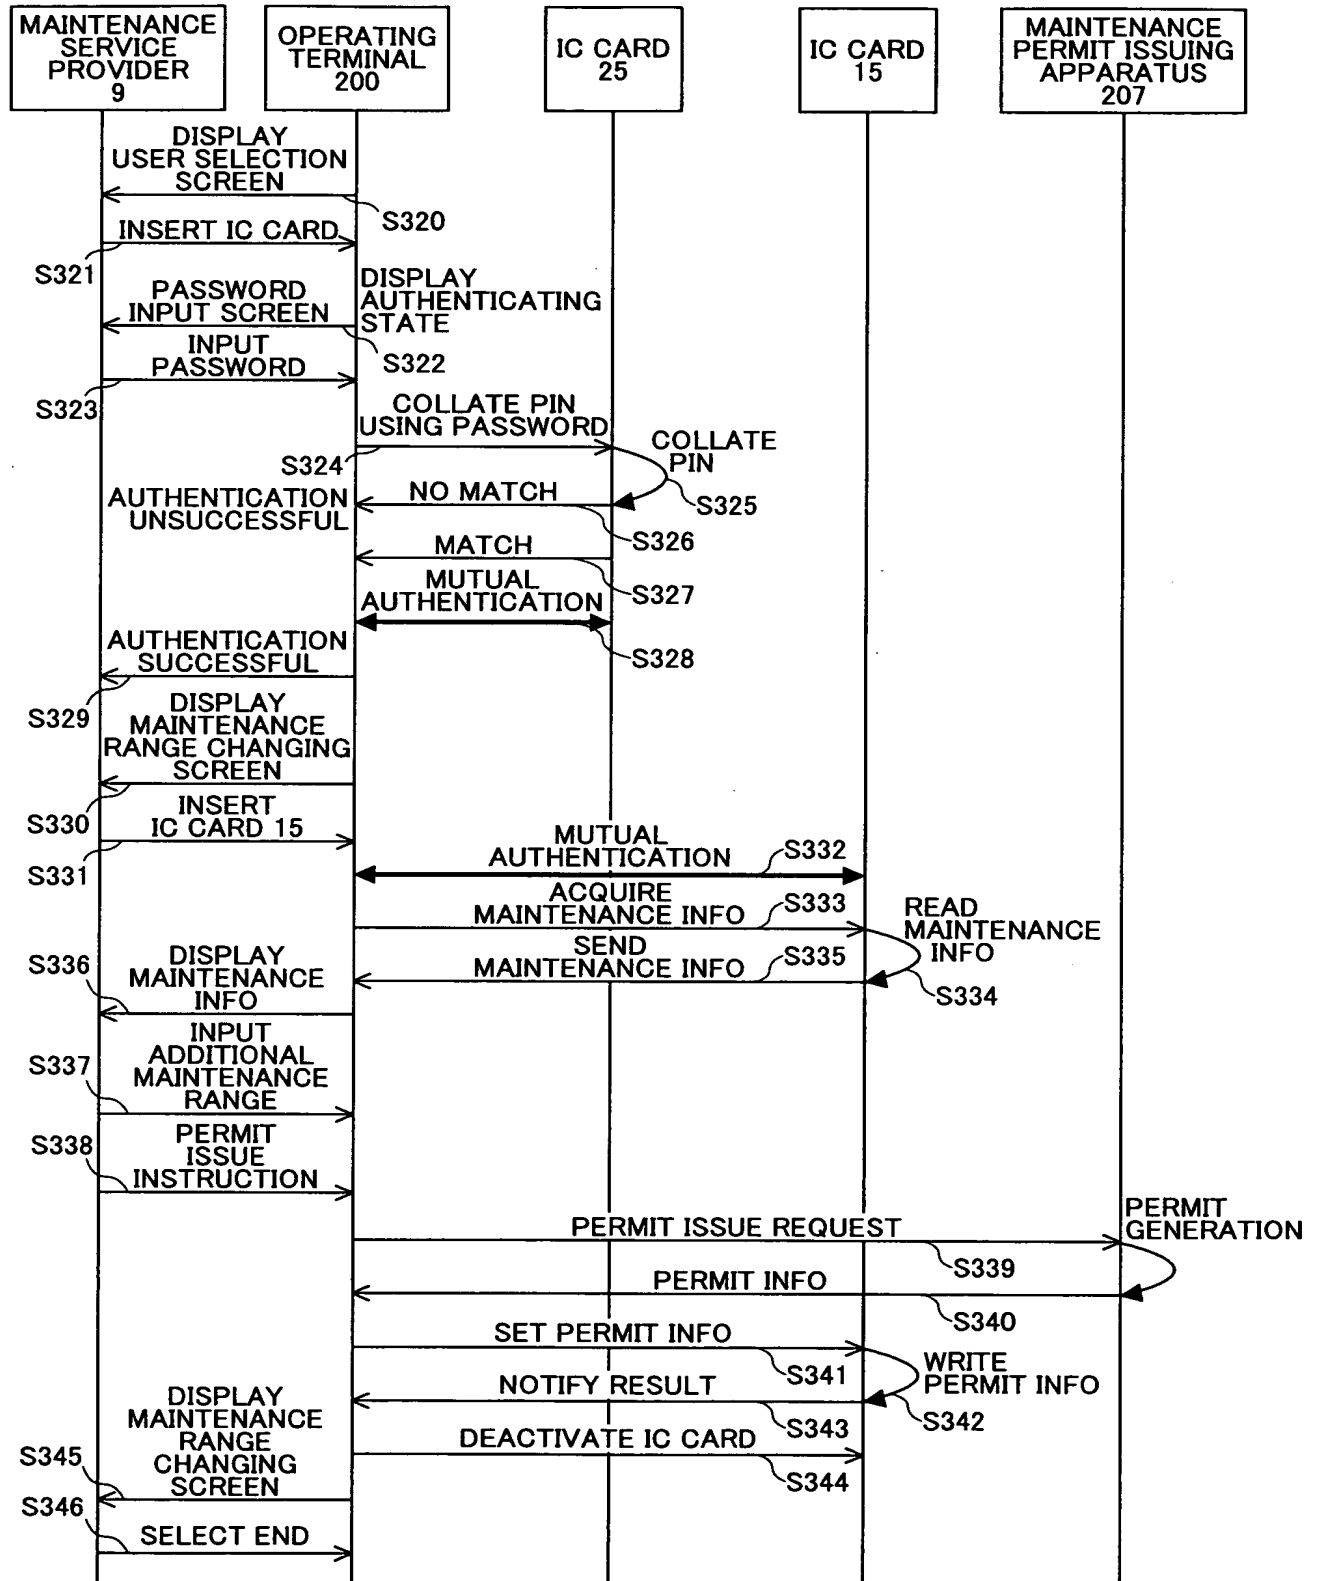 MAINTENANCE
SERVICE
PROVIDER
9
OPERATING
TERMINAL
200
IC CARD
25
IC CARD
15
MAINTENANCE
PERMIT ISSUING
APPARATUS
207
DISPLAY
USER SELECTION
SCREEN
S320
INSERT IC CARD
S321
PASSWORD
INPUT SCREEN
DISPLAY
AUTHENTICATING
STATE
S322
INPUT
PASSWORD
S323
COLLATE PIN
USING PASSWORD
S324
COLLATE
PIN
S325
AUTHENTICATION
UNSUCCESSFUL
NO MATCH
S326
MATCH
S327
MUTUAL
AUTHENTICATION
S328
AUTHENTICATION
SUCCESSFUL
S329
DISPLAY
MAINTENANCE
RANGE CHANGING
SCREEN
S330
INSERT
IC CARD 15
S331
MUTUAL
AUTHENTICATION
S332
ACQUIRE
MAINTENANCE INFO
S333
READ
MAINTENANCE
INFO
S334
SEND
MAINTENANCE INFO
S335
S336
DISPLAY
MAINTENANCE
INFO
S337
INPUT
ADDITIONAL
MAINTENANCE
RANGE
S338
PERMIT
ISSUE
INSTRUCTION
PERMIT ISSUE REQUEST
S339
PERMIT
GENERATION
PERMIT INFO
S340
SET PERMIT INFO
S341
WRITE
PERMIT INFO
S342
NOTIFY RESULT
S343
DEACTIVATE IC CARD
S344
DISPLAY
MAINTENANCE
RANGE
CHANGING
SCREEN
S345
S346
SELECT END